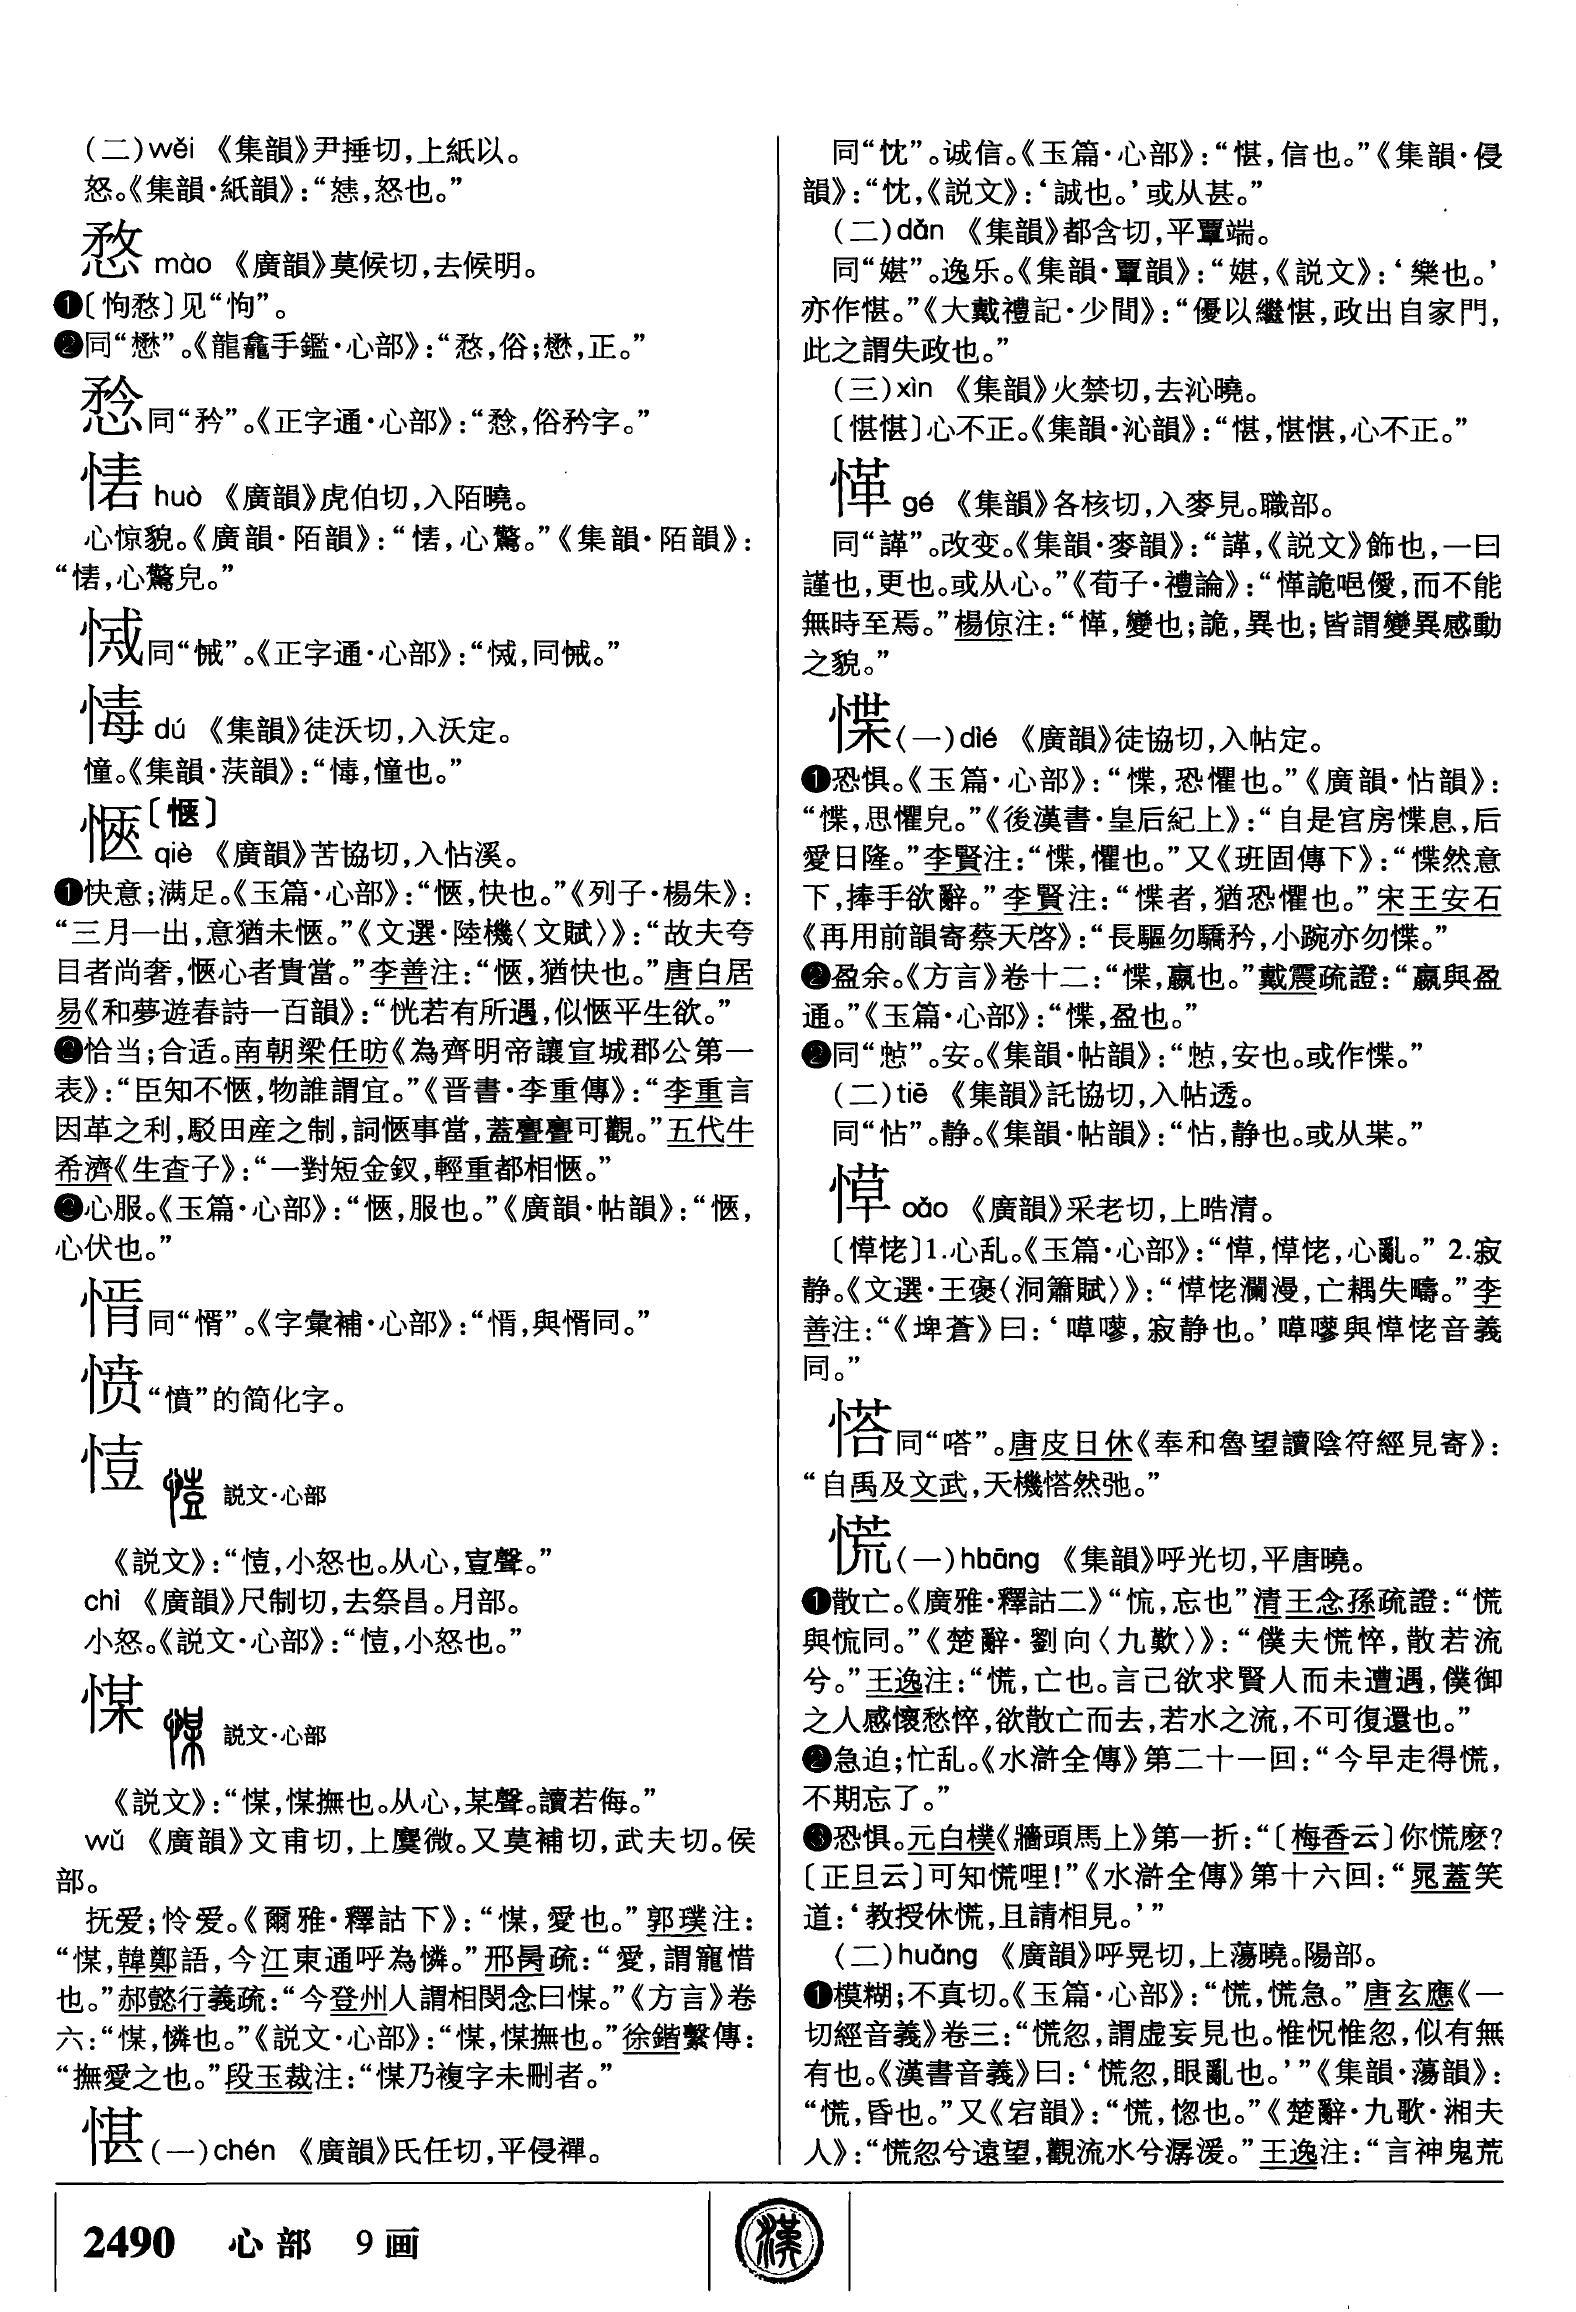 (二)wěi 《集韻》尹捶切,上紙以。
怒。《集韻·紙韻》:“㥣,怒也。”
愗 mào 《廣韻》莫候切,去候明。
❶〔怐愗〕见“怐”。
❷同“懋”。《龍龕手鑑·心部》:“愗,俗;懋,正。”
同“矜”。《正字通·心部》:“䂼,俗矜字。”
huò 《廣韻》虎伯切,入陌曉。
心惊貌。《廣韻·陌韻》:“㥉,心驚。”《集韻·陌韻》:
“㥉,心驚皃。”
同“悈”。《正字通·心部》:“㥘,同悈。”
dú 《集韻》徒沃切,入沃定。
憧。《集韻·茨韻》:“㥲,憧也。”
愜〔惬〕
qiè 《廣韻》苦協切,入怗溪。
❶快意;满足。《玉篇·心部》:“愜,快也。”《列子·楊朱》:
“三月一出,意猶未愜。”《文選·陸機〈文賦〉》:“故夫夸
目者尚奢,愜心者貴當。”李善注:“愜,猶快也。”唐白居
易《和夢遊春詩一百韻》:“恍若有所遇,似愜平生欲。”
❷恰当;合适。南朝梁任昉《為齊明帝讓宣城郡公第一
表》:“臣知不愜,物誰謂宜。”《晋書·李重傳》:“李重言
因革之利,駁田産之制,詞愜事當,蓋亹亹可觀。”五代牛
希濟《生查子》:“一對短金釵,輕重都相愜。”
❸心服。《玉篇·心部》:“愜,服也。”《廣韻·帖韻》:“愜,
心伏也。”
㥠同“㥠”。《字彙補·心部》:“㥠,與㥠同。”
愤“憤”的简化字。
㤴 説文·心部
《説文》:“㥀,小怒也。从心,壴聲。”
chì 《廣韻》尺制切,去祭昌。月部。
小怒。《説文·心部》:“㥀,小怒也。”
㥌 説文·心部
《説文》:“㥌,㥌撫也。从心,某聲。讀若侮。”
wǔ 《廣韻》文甫切,上麌微。又莫補切,武夫切。侯
部。
抚爱;怜爱。《爾雅·釋詁下》:“㥌,愛也。”郭璞注:
“㥌,韓鄭語,今江東通呼為憐。”邢昺疏:“愛,謂寵惜
也。”郝懿行義疏:“今登州人謂相閔念曰㥌。”《方言》卷
六:“㥌,憐也。”《説文·心部》:“㥌,㥌撫也。”徐鍇繫傳:
“撫愛之也。”段玉裁注:“㥌乃複字未刪者。”
愖(一)chén 《廣韻》氏任切,平侵禪。
同“忱”。诚信。《玉篇·心部》:“愖,信也。”《集韻·侵
韻》:“忱,《説文》:‘誠也。’或从甚。”
(二)dǎn 《集韻》都含切,平覃端。
同“媅”。逸乐。《集韻·覃韻》:“媅,《説文》:‘樂也。’
亦作愖。”《大戴禮記·少間》:“優以繼愖,政出自家門,
此之謂失政也。”
(三)xìn 《集韻》火禁切,去沁曉。
〔愖愖〕心不正。《集韻·沁韻》:“愖,愖愖,心不正。”
愅 gé 《集韻》各核切,入麥見。職部。
同“諽”。改变。《集韻·麥韻》:“諽,《説文》飾也,一曰
謹也,更也。或从心。”《荀子·禮論》:“愅詭唈僾,而不能
無時至焉。”楊倞注:“愅,變也;詭,異也;皆謂變異感動
之貌。”
惵(一)dié 《廣韻》徒協切,入帖定。
❶恐惧。《玉篇·心部》:“惵,恐懼也。”《廣韻·怗韻》:
“惵,思懼皃。”《後漢書·皇后紀上》:“自是宫房惵息,后
愛日隆。”李賢注:“惵,懼也。”又《班固傳下》:“惵然意
下,捧手欲辭。”李賢注:“惵者,猶恐懼也。”宋王安石
《再用前韻寄蔡天啓》:“長驅勿驕矜,小踠亦勿惵。”
❷盈余。《方言》卷十二:“惵,嬴也。”戴震疏證:“嬴與盈
通。”《玉篇·心部》:“惵,盈也。”
❷同“㤴”。安。《集韻·帖韻》:“㤴,安也。或作惵。”
(二)tiē 《集韻》託協切,入帖透。
同“怗”。静。《集韻·帖韻》:“怗,静也。或从枼。”
愺 cǎo 《廣韻》采老切,上晧清。
〔愺恅〕1.心乱。《玉篇·心部》:“愺,愺恅,心亂。” 2.寂
静。《文選·王褒〈洞簫賦〉》:“愺恅瀾漫,亡耦失疇。”李
善注:“《埤蒼》曰:‘嘾嘐,寂静也。’嘾嘐與愺恅音義
同。”
㗳同“嗒”。唐皮日休《奉和魯望讀陰符經見寄》:
“自禹及文武,天機㥾然弛。”
慌(一)huāng 《集韻》呼光切,平唐曉。
❶散亡。《廣雅·釋詁二》“慌,忘也”清王念孫疏證:“慌
與㡃同。”《楚辭·劉向〈九歎〉》:“僕夫慌悴,散若流
兮。”王逸注:“慌,亡也。言己欲求賢人而未遭遇,僕御
之人感懷愁悴,欲散亡而去,若水之流,不可復還也。”
❷急迫;忙乱。《水滸全傳》第二十一回:“今早走得慌,
不期忘了。”
❸恐惧。元白樸《牆頭馬上》第一折:“〔梅香云〕你慌麽?
〔正旦云〕可知慌哩!”《水滸全傳》第十六回:“晁蓋笑
道:‘教授休慌,且請相見。’”
(二)huǎng 《廣韻》呼晃切,上蕩曉。陽部。
❶模糊;不真切。《玉篇·心部》:“慌,慌急。”唐玄應《一
切經音義》卷三:“慌忽,謂虚妄見也。惟怳惟忽,似有無
有也。《漢書音義》曰:‘慌忽,眼亂也。’”《集韻·蕩韻》:
“慌,昏也。”又《宕韻》:“慌,惚也。”《楚辭·九歌·湘夫
人》:“慌忽兮遠望,觀流水兮潺湲。”王逸注:“言神鬼荒
2490 心部 9画
漢